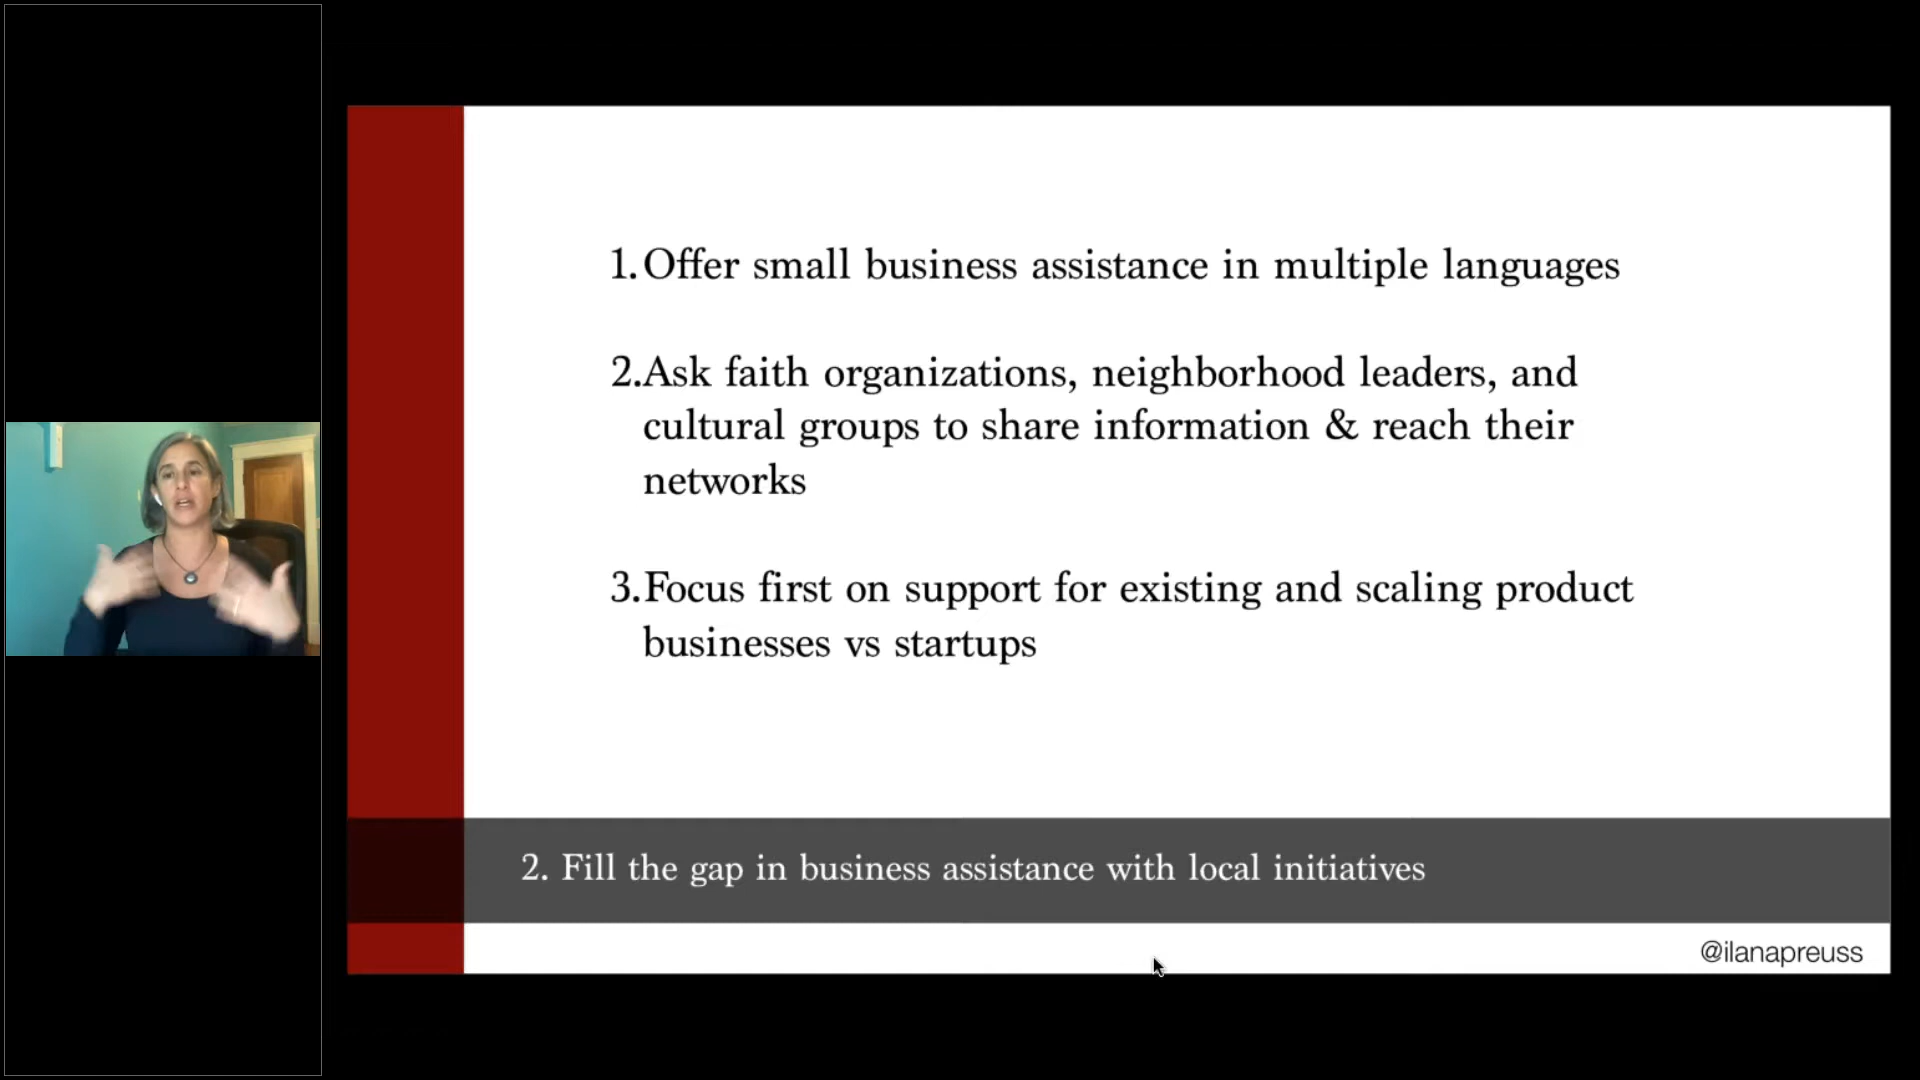 1. Offer small business assistance in multiple languages
2. Ask faith organizations, neighborhood leaders, and
cultural groups to share information & reach their
networks
3. Focus first on support for existing and scaling product
businesses vs startups
2. Fill the gap in business assistance with local initiatives
@ilanapreuss